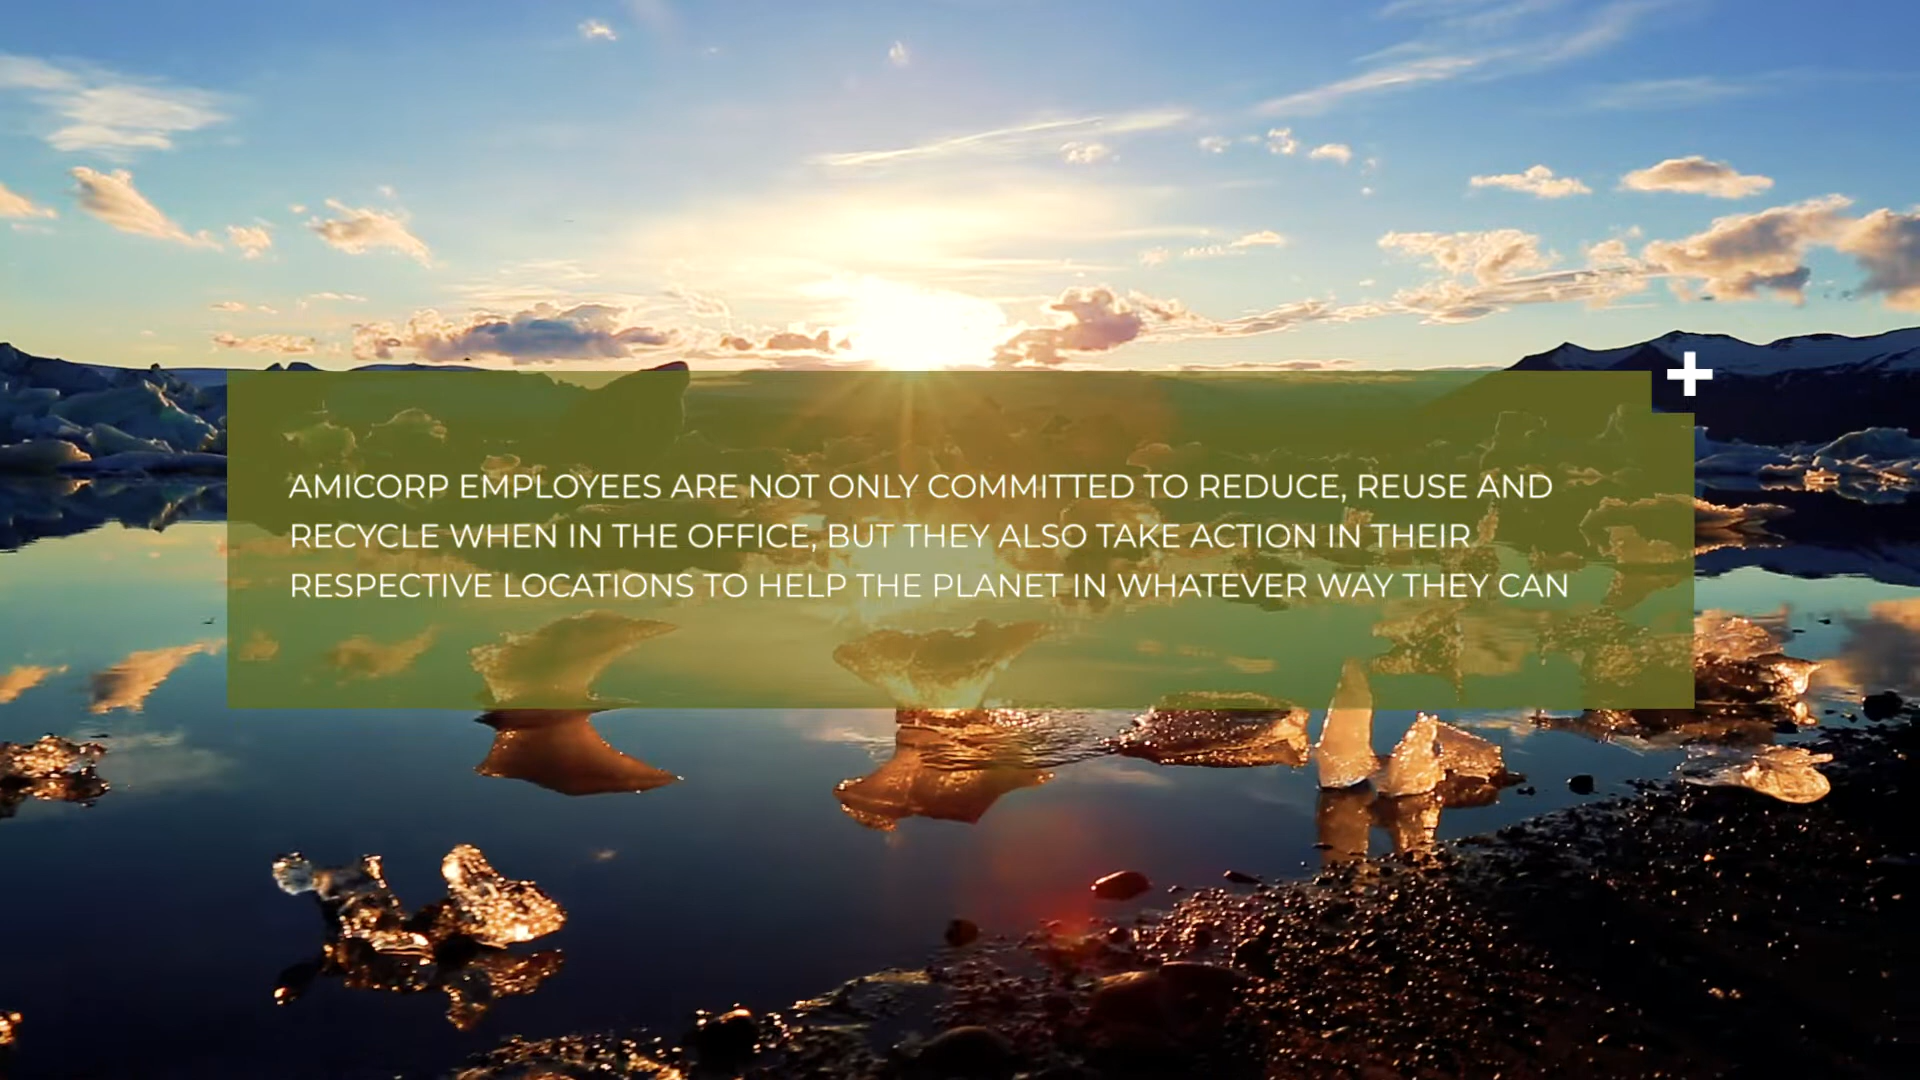 AMICORP EMPLOYEES ARE NOT ONLY COMMITTED TO REDUCE, REUSE AND
RECYCLE WHEN IN THE OFFICE, BUT THEY ALSO TAKE ACTION IN THEIR
RESPECTIVE LOCATIONS TO HELP THE PLANET IN WHATEVER WAY THEY CAN